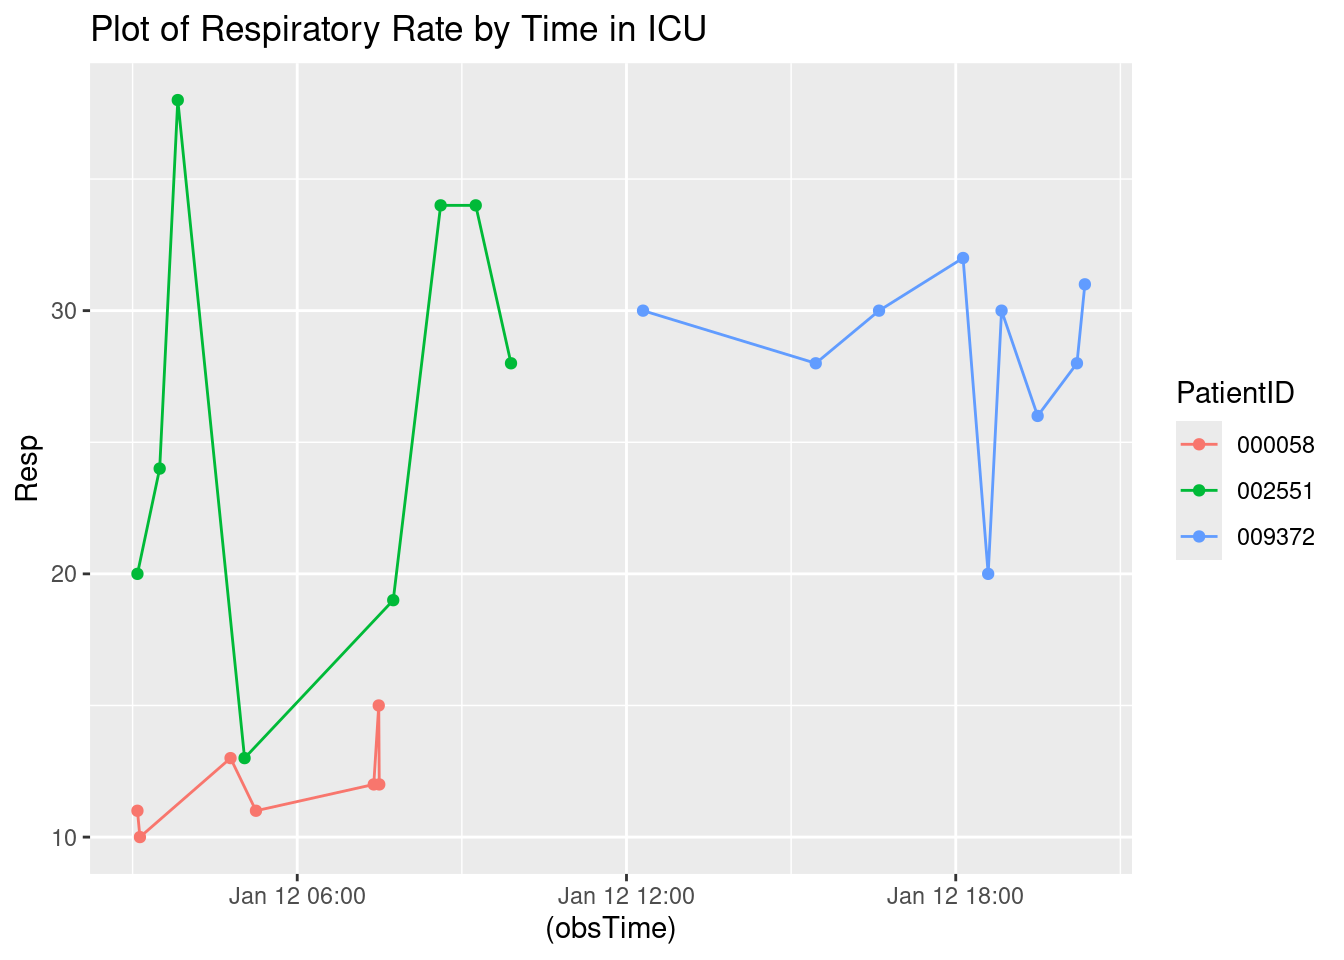 Plot of Respiratory Rate by Time in ICU
Resp
30
20
10
Jan 12 06:00
Jan 12 12:00
Jan 12 18:00
(obsTime)
PatientID
000058
002551
009372